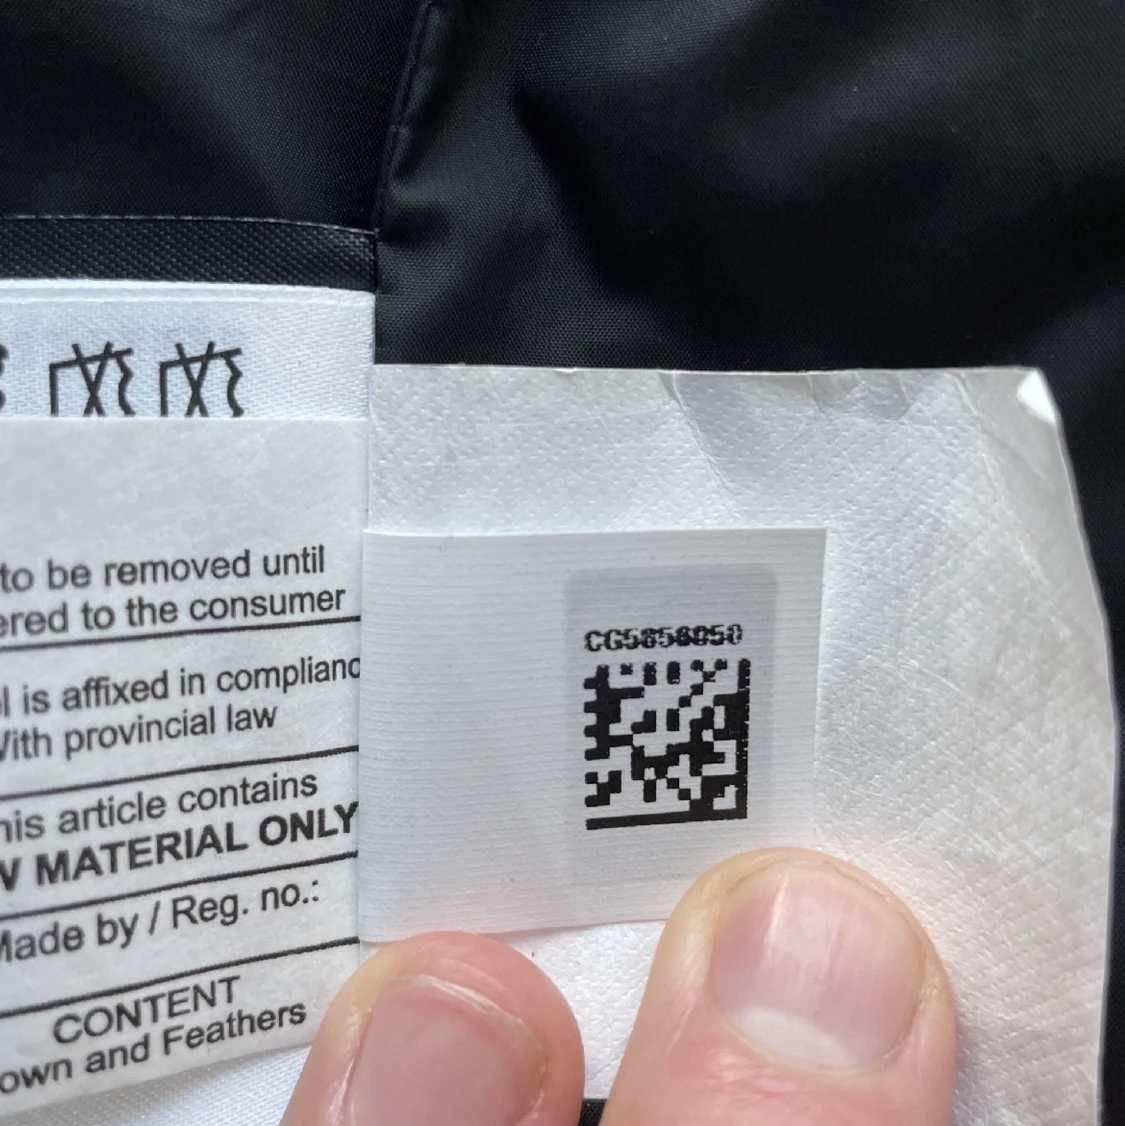 to be removed until
ered to the consumer
l is affixed in complianc
With provincial law
his article contains
W MATERIAL ONLY
Made by / Reg. no.:
CONTENT
own and Feathers